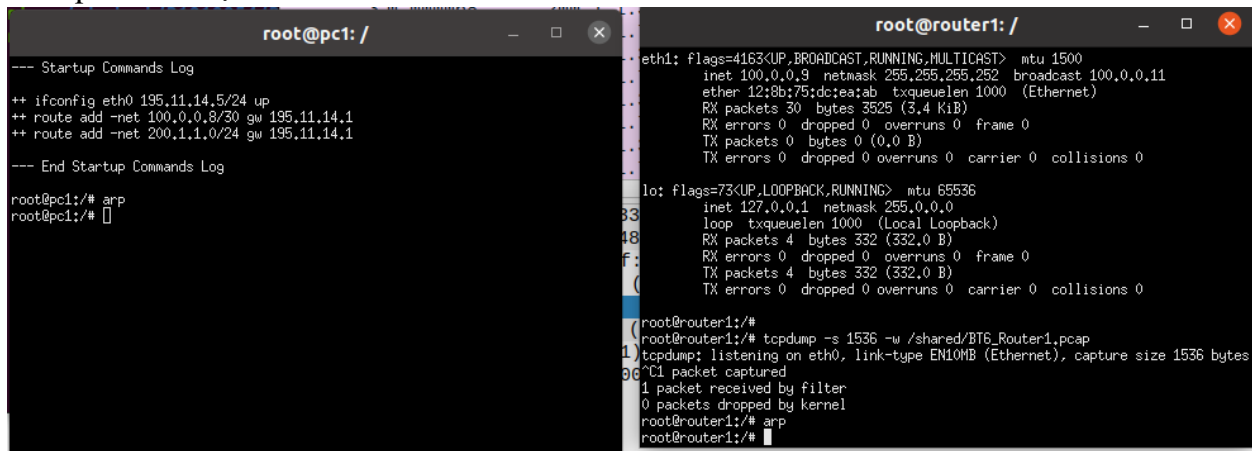 root@pc1: /
--- Startup Commands Log
++ ifconfig eth0 195.11.14.5/24 up
++ route add -net 100.0.0.8/30 gw 195.11.14.1
++ route add -net 200.1.1.0/24 gw 195.11.14.1
--- End Startup Commands Log
root@pc1:/# arp
root@pc1:/#
root@router1: /
eth1: flags=4163<UP,BROADCAST,RUNNING,MULTICAST> mtu 1500
inet 100.0.0.9 netmask 255.255.255.252 broadcast 100.0.0.11
ether 12:8b:75:dc:ea:ab txqueuelen 1000 (Ethernet)
RX packets 30 bytes 3525 (3.4 KiB)
RX errors 0 dropped 0 overruns 0 frame 0
TX packets 0 bytes 0 (0.0 B)
TX errors 0 dropped 0 overruns 0 carrier 0 collisions 0
lo: flags=73<UP,LOOPBACK,RUNNING> mtu 65536
inet 127.0.0.1 netmask 255.0.0.0
loop txqueuelen 1000 (Local Loopback)
RX packets 4 bytes 332 (332.0 B)
RX errors 0 dropped 0 overruns 0 frame 0
TX packets 4 bytes 332 (332.0 B)
TX errors 0 dropped 0 overruns 0 carrier 0 collisions 0
root@router1:/#
root@router1:/# tcpdump -s 1536 -w /shared/BT6_Router1.pcap
tcpdump: listening on eth0, link-type EN10MB (Ethernet), capture size 1536 bytes
^C1 packet captured
1 packet received by filter
0 packets dropped by kernel
root@router1:/# arp
root@router1:/#